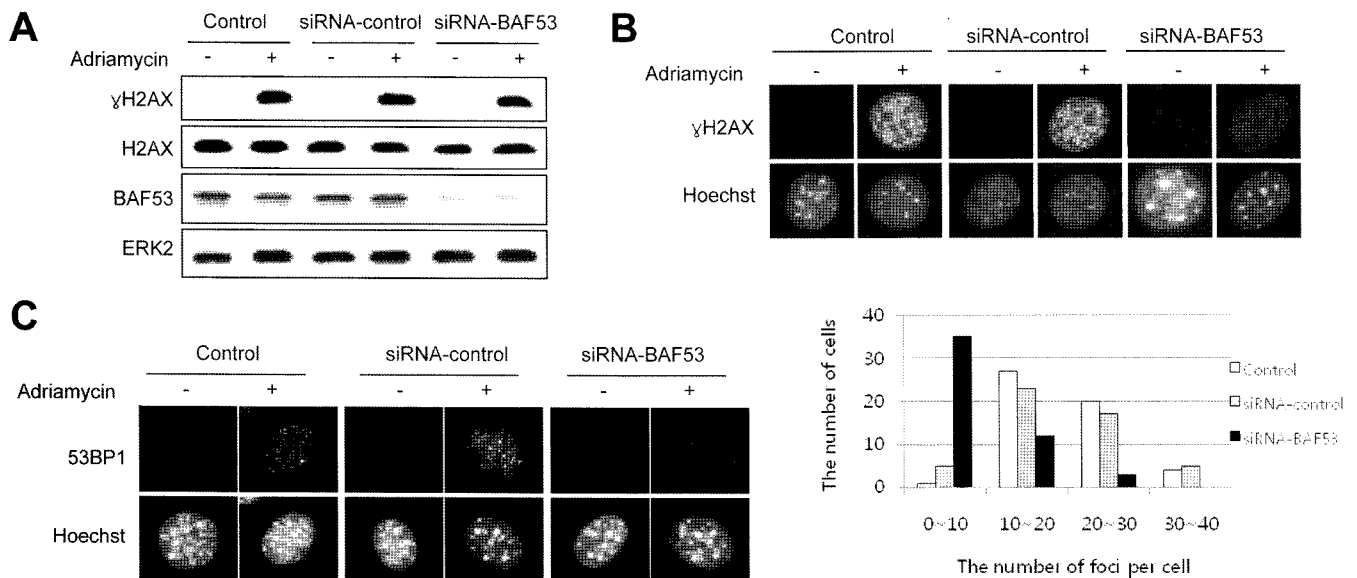 A
Control siRNA-control siRNA-BAF53
Adriamycin - + - + - +
ɣH2AX
H2AX
BAF53
ERK2
B
Control siRNA-control siRNA-BAF53
Adriamycin - + - + - +
ɣH2AX
Hoechst
C
Control siRNA-control siRNA-BAF53
Adriamycin - + - + - +
53BP1
Hoechst
The number of cells
40
30
20
10
0
0~10 10~20 20~30 30~40
The number of foci per cell
Control
siRNA-control
siRNA-BAF53